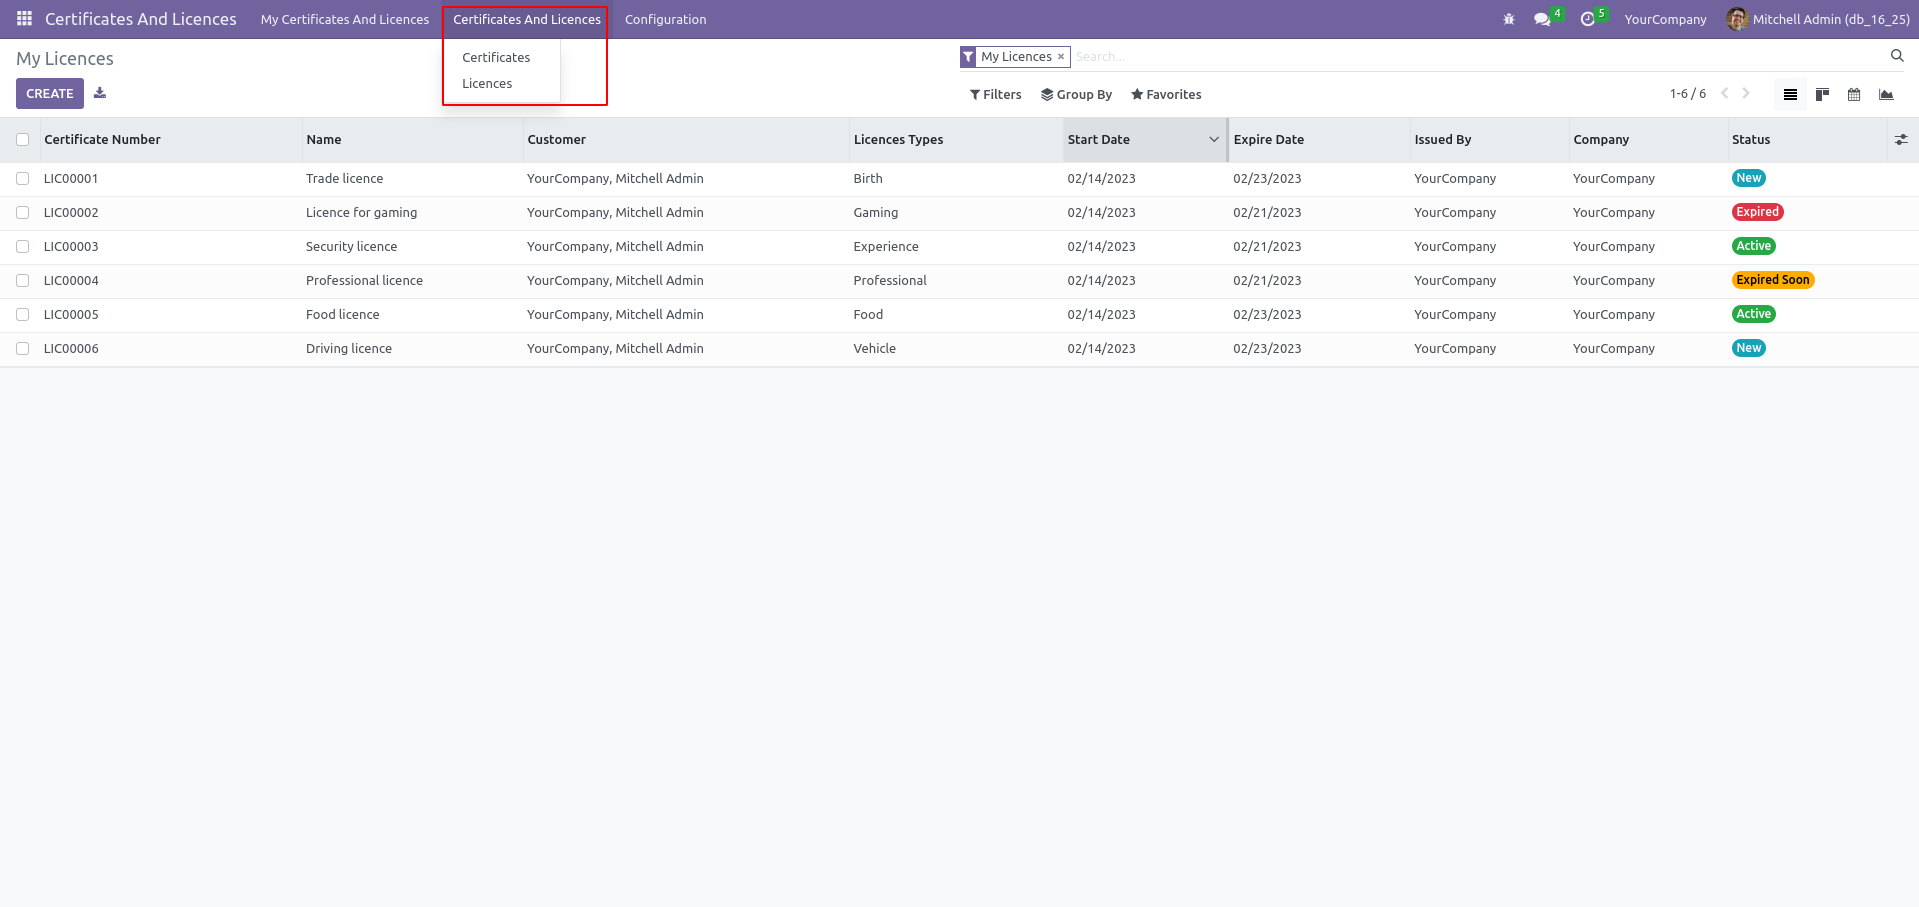 Certificates And Licences My Certificates And Licences Certificates And Licences Configuration 4 5 YourCompany Mitchell Admin (db_16_25)
Certificates
Licences
My Licences
My Licences × Search...
CREATE
Filters Group By Favorites 1-6 / 6
Certificate Number Name Customer Licences Types Start Date Expire Date Issued By Company Status
LIC00001 Trade licence YourCompany, Mitchell Admin Birth 02/14/2023 02/23/2023 YourCompany YourCompany New
LIC00002 Licence for gaming YourCompany, Mitchell Admin Gaming 02/14/2023 02/21/2023 YourCompany YourCompany Expired
LIC00003 Security licence YourCompany, Mitchell Admin Experience 02/14/2023 02/21/2023 YourCompany YourCompany Active
LIC00004 Professional licence YourCompany, Mitchell Admin Professional 02/14/2023 02/21/2023 YourCompany YourCompany Expired Soon
LIC00005 Food licence YourCompany, Mitchell Admin Food 02/14/2023 02/23/2023 YourCompany YourCompany Active
LIC00006 Driving licence YourCompany, Mitchell Admin Vehicle 02/14/2023 02/23/2023 YourCompany YourCompany New